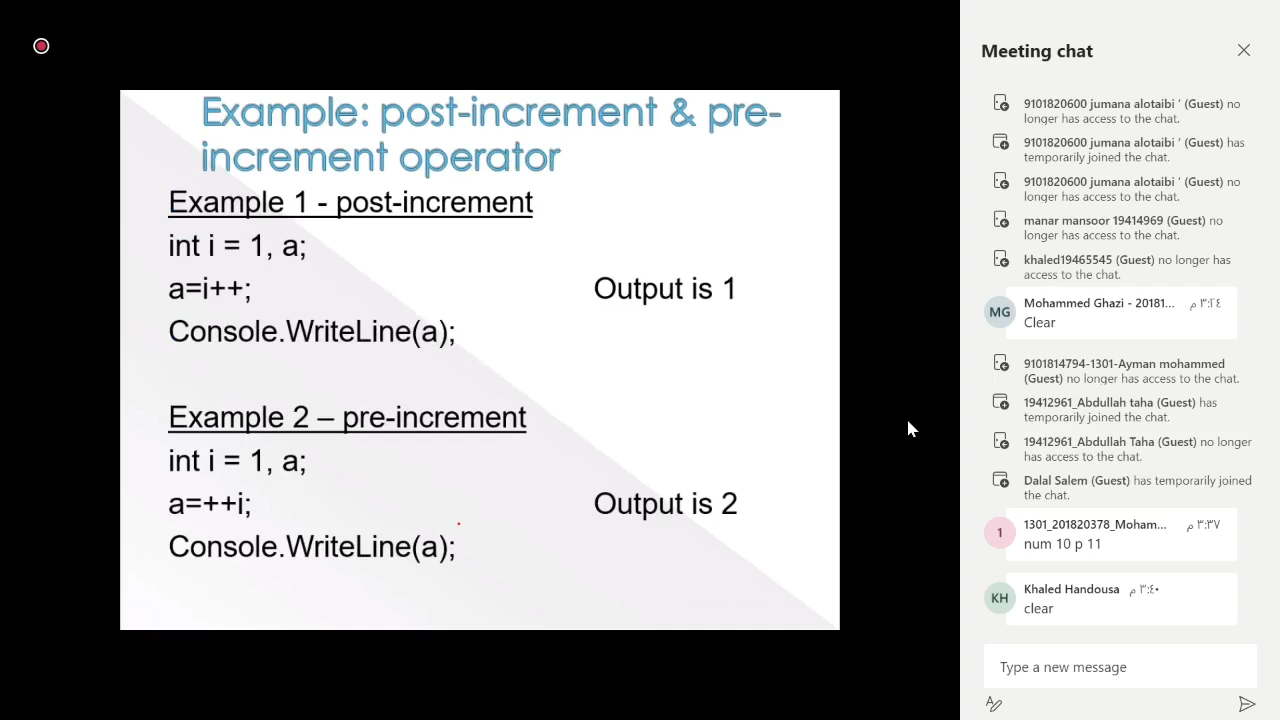 Example: post-increment & pre-
increment operator
Example 1 - post-increment
int i = 1, a;
a=i++; Output is 1
Console.WriteLine(a);
Example 2 – pre-increment
int i = 1, a;
a=++i; Output is 2
Console.WriteLine(a);
Meeting chat
9101820600 jumana alotaibi ' (Guest) no
longer has access to the chat.
9101820600 jumana alotaibi ' (Guest) has
temporarily joined the chat.
9101820600 jumana alotaibi ' (Guest) no
longer has access to the chat.
manar mansoor 19414969 (Guest) no
longer has access to the chat.
khaled19465545 (Guest) no longer has
access to the chat.
MG Mohammed Ghazi - 20181... ٣:٢٤ م
Clear
9101814794-1301-Ayman mohammed
(Guest) no longer has access to the chat.
19412961_Abdullah taha (Guest) has
temporarily joined the chat.
19412961_Abdullah Taha (Guest) no longer
has access to the chat.
Dalal Salem (Guest) has temporarily joined
the chat.
1 1301_201820378_Moham... ٣:٣٧ م
num 10 p 11
KH Khaled Handousa ٣:٤٠ م
clear
Type a new message